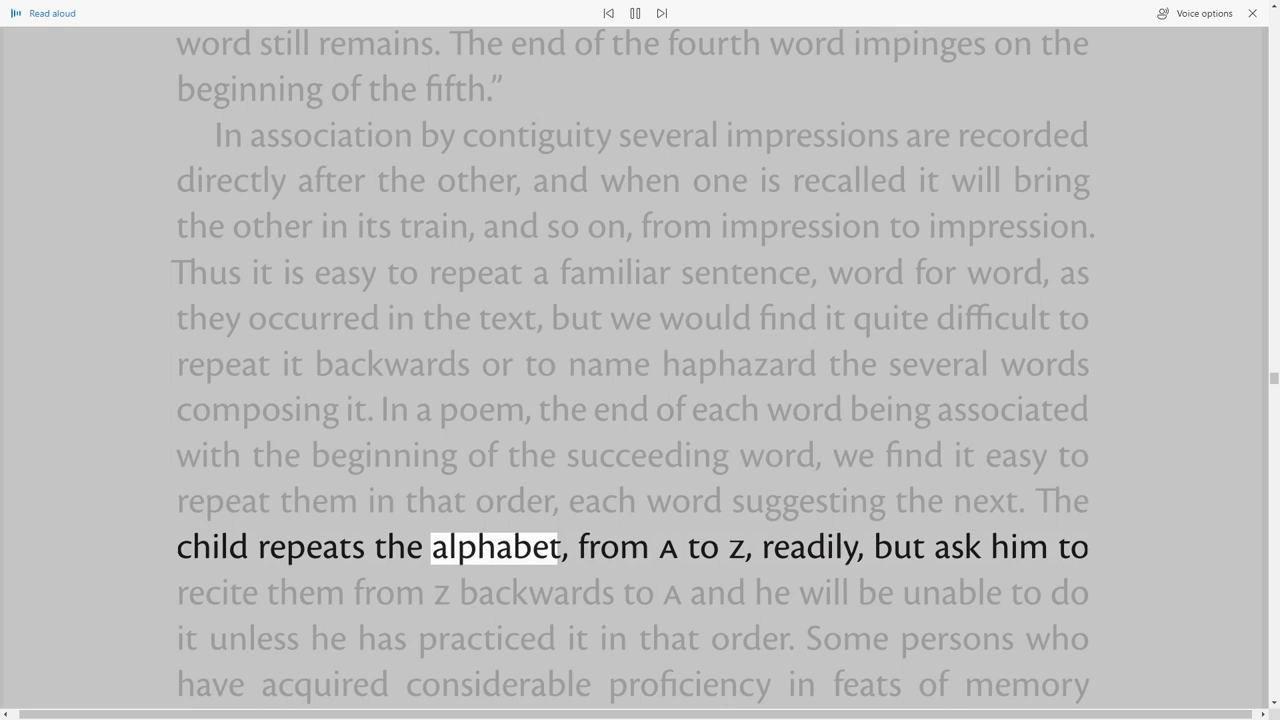 Read aloud
Voice options
word still remains. The end of the fourth word impinges on the
beginning of the fifth.”
In association by contiguity several impressions are recorded
directly after the other, and when one is recalled it will bring
the other in its train, and so on, from impression to impression.
Thus it is easy to repeat a familiar sentence, word for word, as
they occurred in the text, but we would find it quite difficult to
repeat it backwards or to name haphazard the several words
composing it. In a poem, the end of each word being associated
with the beginning of the succeeding word, we find it easy to
repeat them in that order, each word suggesting the next. The
child repeats the alphabet, from A to Z, readily, but ask him to
recite them from Z backwards to A and he will be unable to do
it unless he has practiced it in that order. Some persons who
have acquired considerable proficiency in feats of memory